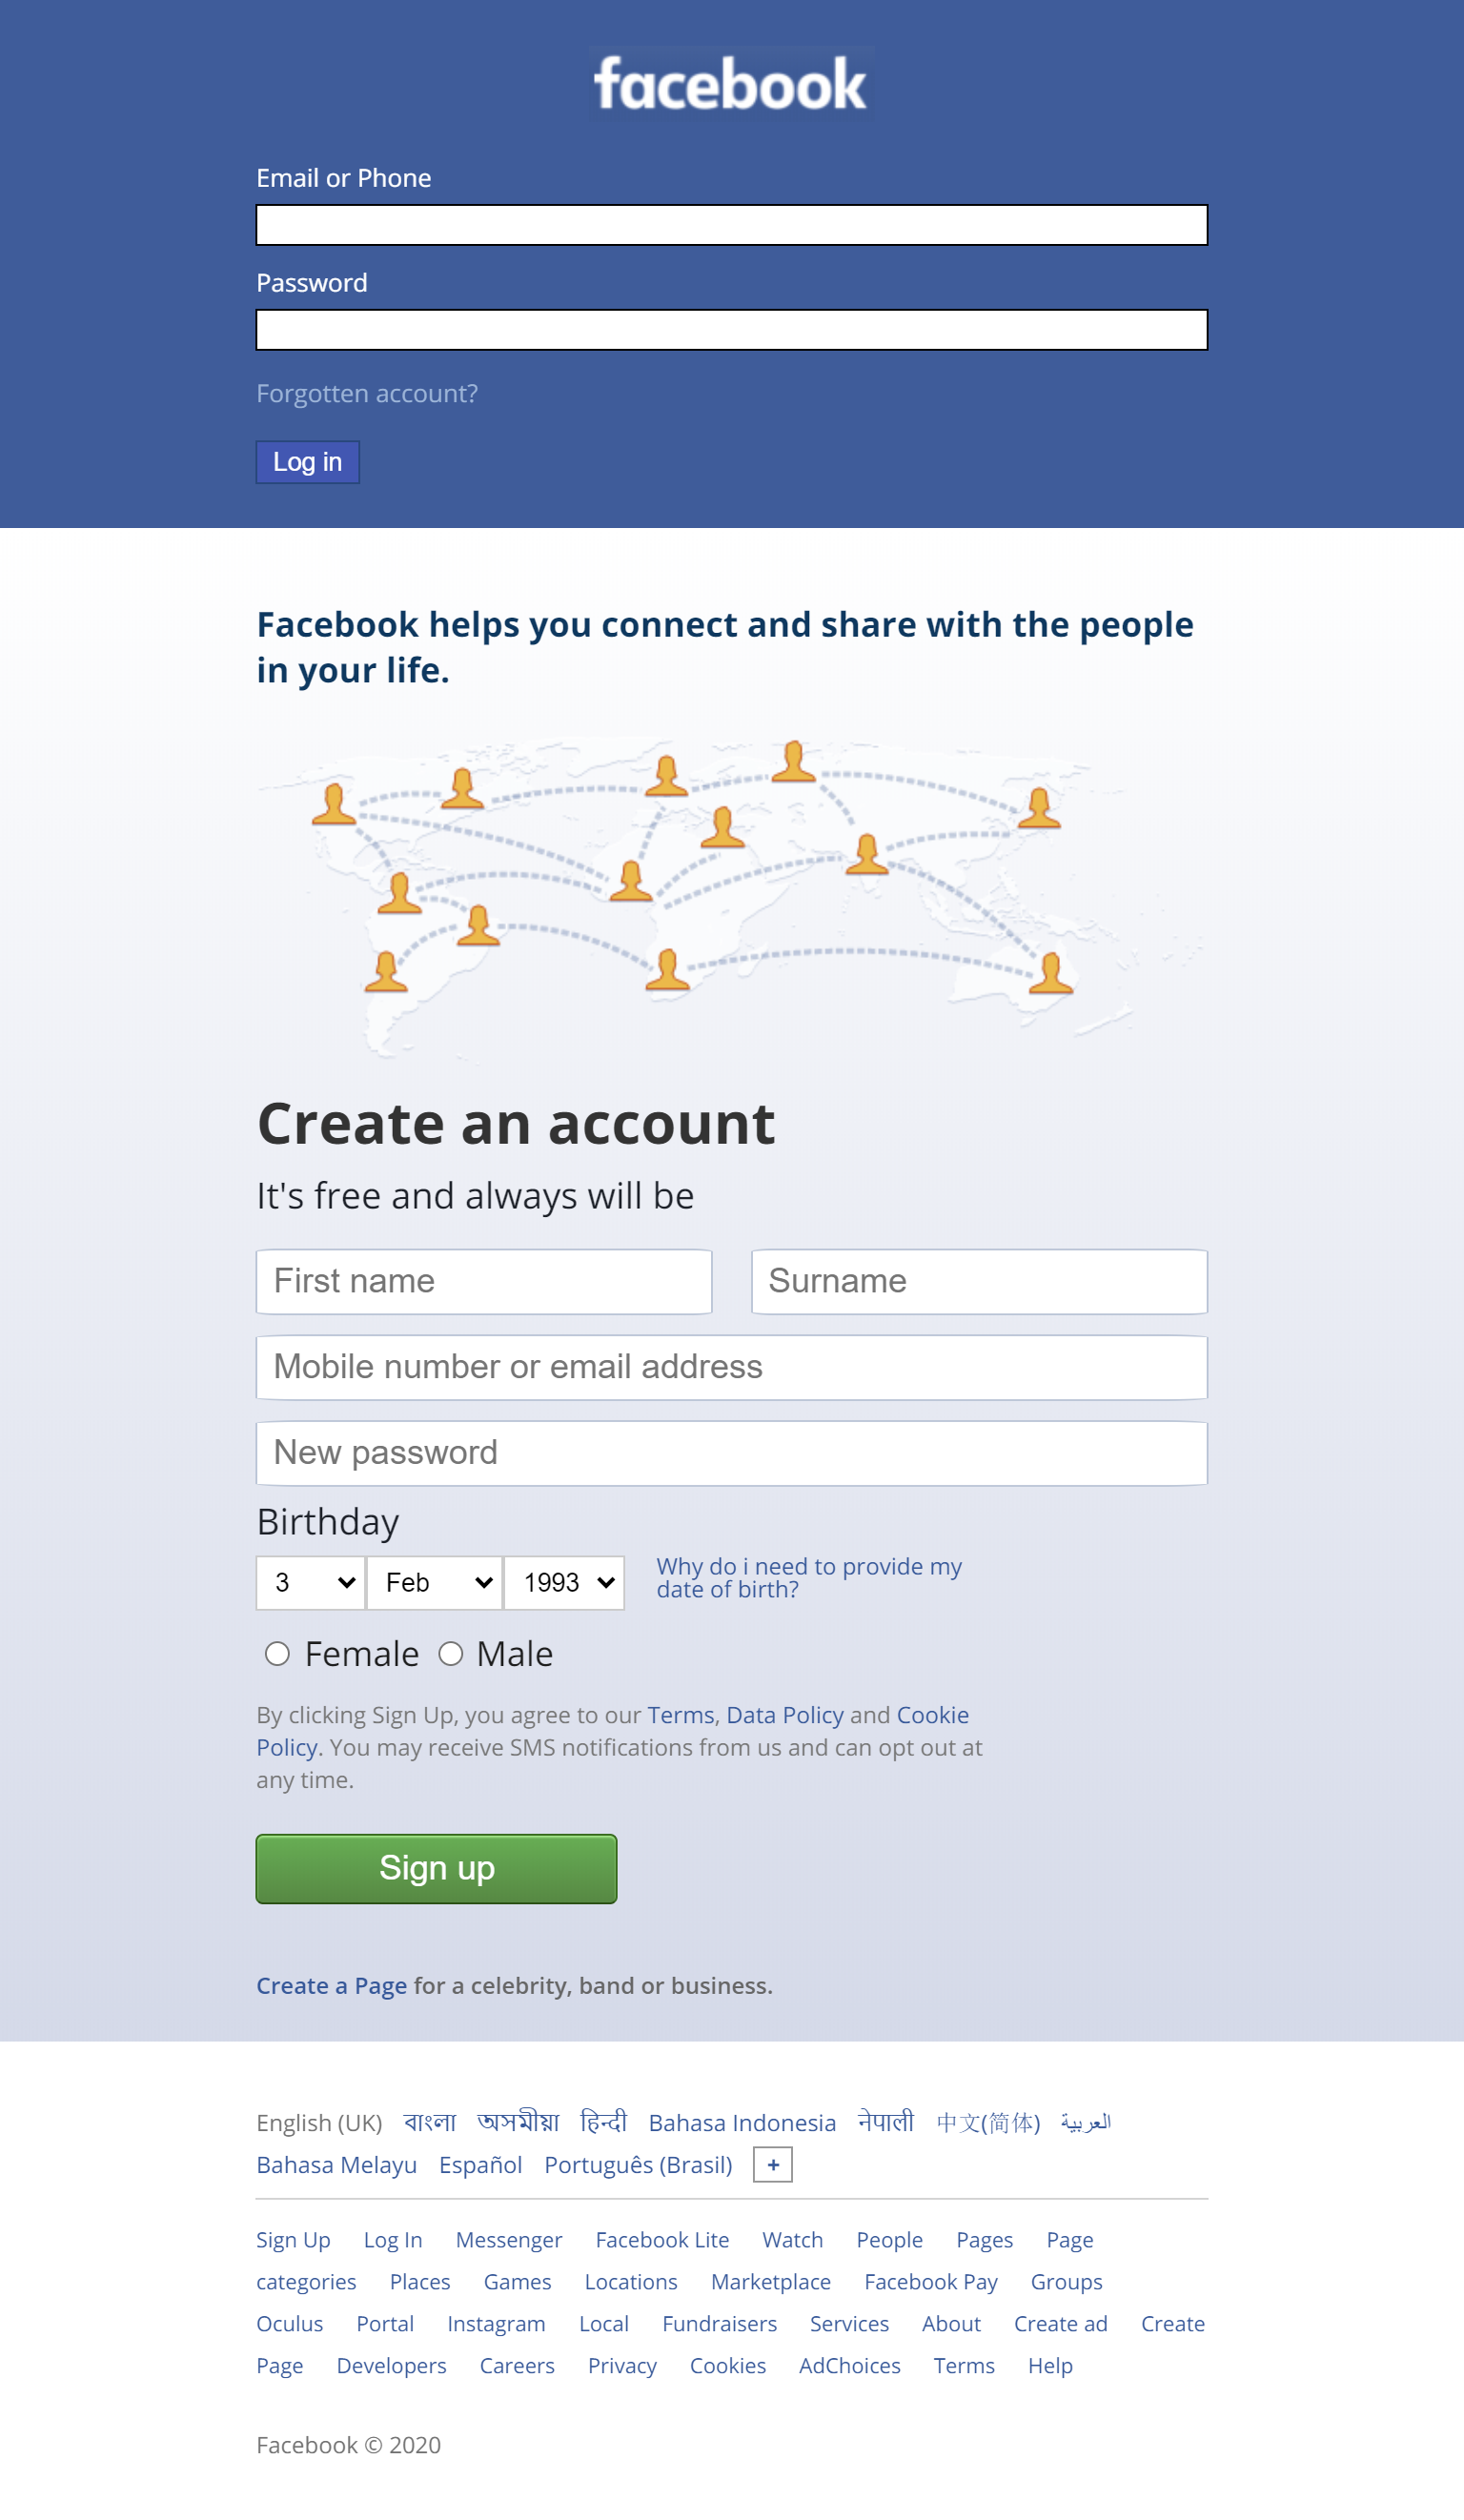 facebook
Email or Phone
Password
Forgotten account?
Log in
Facebook helps you connect and share with the people
in your life.
Create an account
It's free and always will be
First name Surname
Mobile number or email address
New password
Birthday
3 Feb 1993
Why do i need to provide my
date of birth?
Female Male
By clicking Sign Up, you agree to our Terms, Data Policy and Cookie
Policy. You may receive SMS notifications from us and can opt out at
any time.
Sign up
Create a Page for a celebrity, band or business.
English (UK) বাংলা অসমীয়া हिन्दी Bahasa Indonesia नेपाली 中文(简体) العربية
Bahasa Melayu Español Português (Brasil) +
Sign Up Log In Messenger Facebook Lite Watch People Pages Page
categories Places Games Locations Marketplace Facebook Pay Groups
Oculus Portal Instagram Local Fundraisers Services About Create ad Create
Page Developers Careers Privacy Cookies AdChoices Terms Help
Facebook © 2020